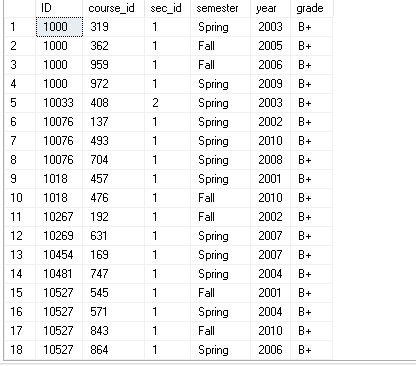 ID course_id sec_id semester year grade
1 1000 319 1 Spring 2003 B+
2 1000 362 1 Fall 2005 B+
3 1000 959 1 Fall 2006 B+
4 1000 972 1 Spring 2009 B+
5 10033 408 2 Spring 2003 B+
6 10076 137 1 Spring 2002 B+
7 10076 493 1 Spring 2010 B+
8 10076 704 1 Spring 2008 B+
9 1018 457 1 Spring 2001 B+
10 1018 476 1 Fall 2010 B+
11 10267 192 1 Fall 2002 B+
12 10269 631 1 Spring 2007 B+
13 10454 169 1 Spring 2007 B+
14 10481 747 1 Spring 2004 B+
15 10527 545 1 Fall 2001 B+
16 10527 571 1 Spring 2004 B+
17 10527 843 1 Fall 2010 B+
18 10527 864 1 Spring 2006 B+